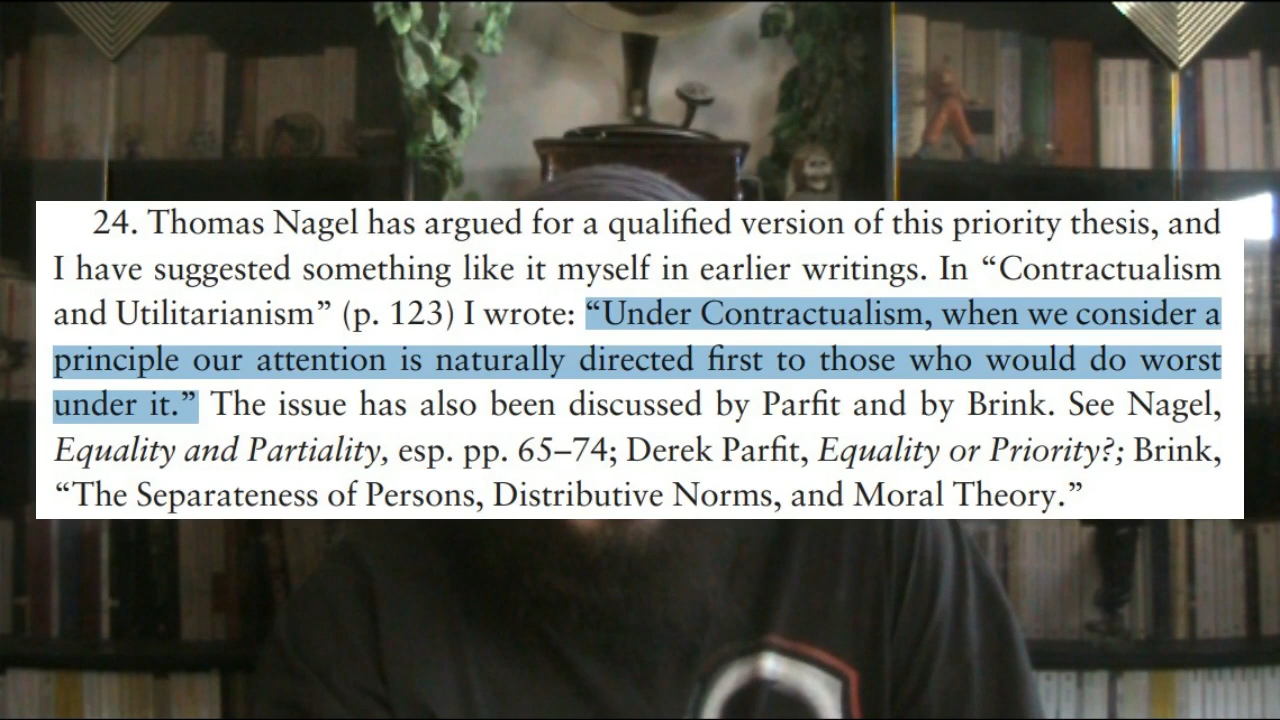 24. Thomas Nagel has argued for a qualified version of this priority thesis, and
I have suggested something like it myself in earlier writings. In “Contractualism
and Utilitarianism” (p. 123) I wrote: “Under Contractualism, when we consider a
principle our attention is naturally directed first to those who would do worst
under it.” The issue has also been discussed by Parfit and by Brink. See Nagel,
Equality and Partiality, esp. pp. 65–74; Derek Parfit, Equality or Priority?; Brink,
“The Separateness of Persons, Distributive Norms, and Moral Theory.”